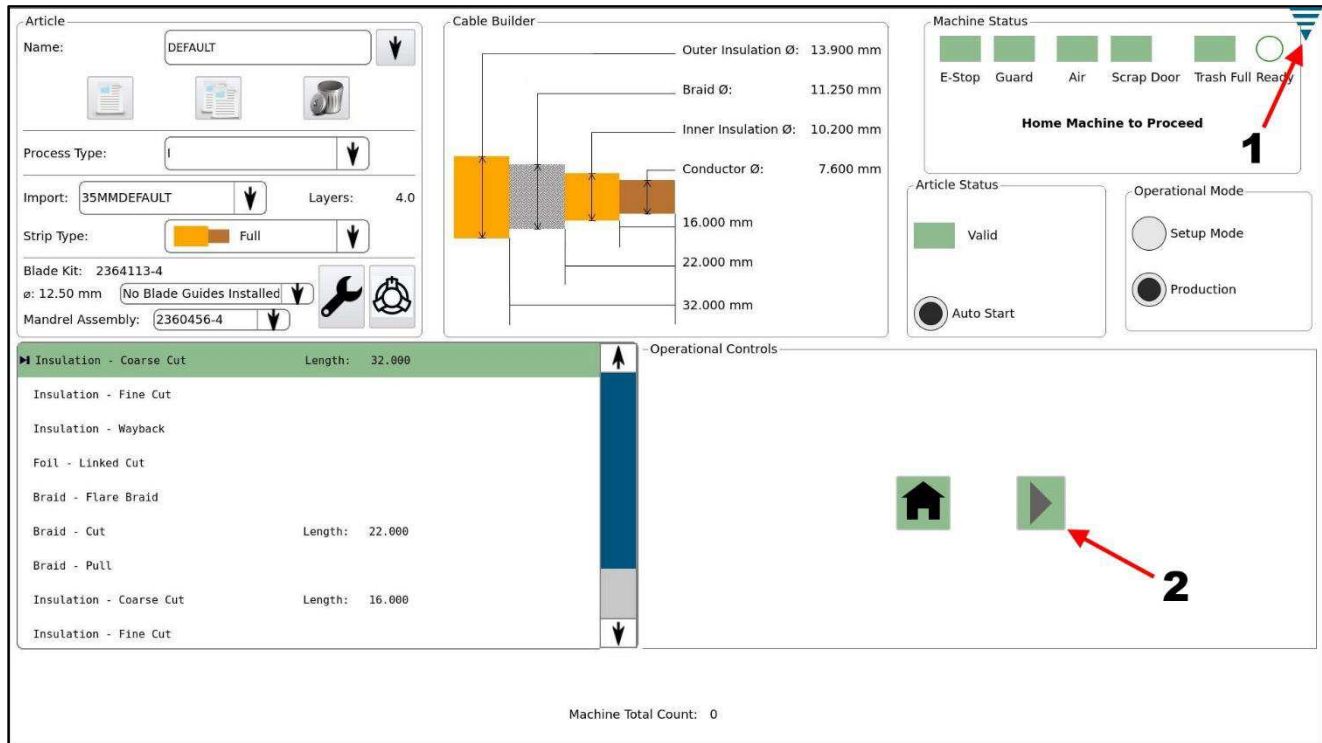 Article
Name:
DEFAULT
Process Type:
I
Import:
35MMDEFAULT
Layers:
4.0
Strip Type:
Full
Blade Kit: 2364113-4
ø: 12.50 mm
No Blade Guides Installed
Mandrel Assembly:
2360456-4
Cable Builder
Outer Insulation Ø: 13.900 mm
Braid Ø: 11.250 mm
Inner Insulation Ø: 10.200 mm
Conductor Ø: 7.600 mm
16.000 mm
22.000 mm
32.000 mm
Machine Status
E-Stop Guard Air Scrap Door Trash Full Ready
Home Machine to Proceed
1
Article Status
Valid
Auto Start
Operational Mode
Setup Mode
Production
Insulation - Coarse Cut Length: 32.000
Insulation - Fine Cut
Insulation - Wayback
Foil - Linked Cut
Braid - Flare Braid
Braid - Cut Length: 22.000
Braid - Pull
Insulation - Coarse Cut Length: 16.000
Insulation - Fine Cut
Operational Controls
2
Machine Total Count: 0